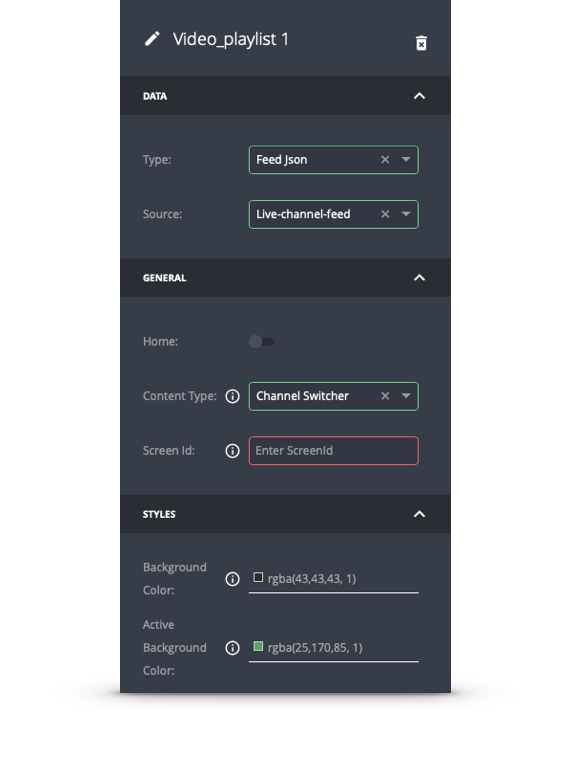 Video_playlist 1
DATA
Type: Feed Json
Source: Live-channel-feed
GENERAL
Home:
Content Type: Channel Switcher
Screen Id: Enter ScreenId
STYLES
Background
Color:
rgba(43,43,43, 1)
Active
Background
Color:
rgba(25,170,85, 1)